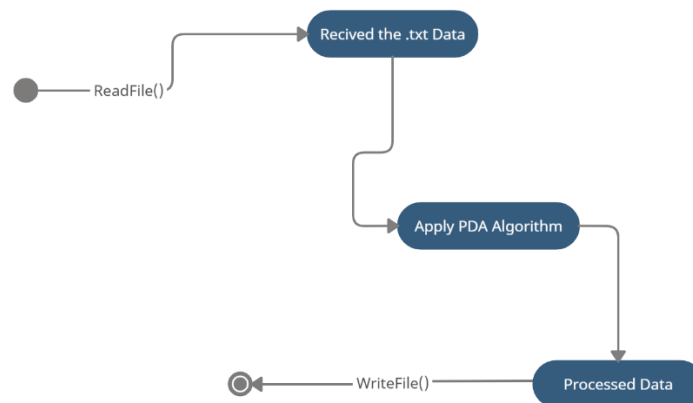 Recived the .txt Data
ReadFile()
Apply PDA Algorithm
WriteFile()
Processed Data